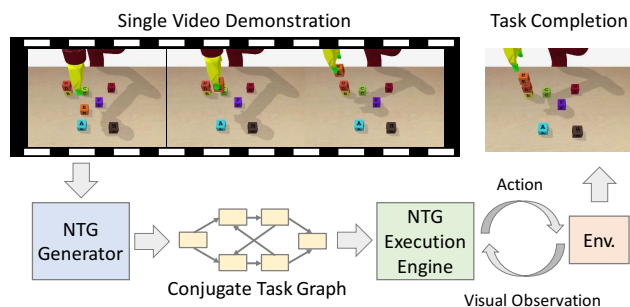 Single Video Demonstration
Task Completion
NTG
Generator
Conjugate Task Graph
NTG
Execution
Engine
Action
Env.
Visual Observation